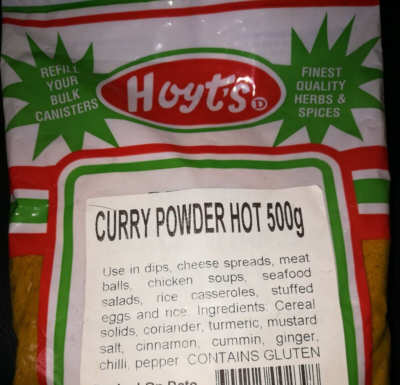 REFILL
YOUR
BULK
CANISTERS
Hoyt's
FINEST
QUALITY
HERBS &
SPICES
CURRY POWDER HOT 500g
Use in dips, cheese spreads, meat
balls, chicken soups, seafood
salads, rice casseroles, stuffed
eggs and rice. Ingredients: Cereal
solids, coriander, turmeric, mustard
salt, cinnamon, cummin, ginger,
chilli, pepper CONTAINS GLUTEN
On Date